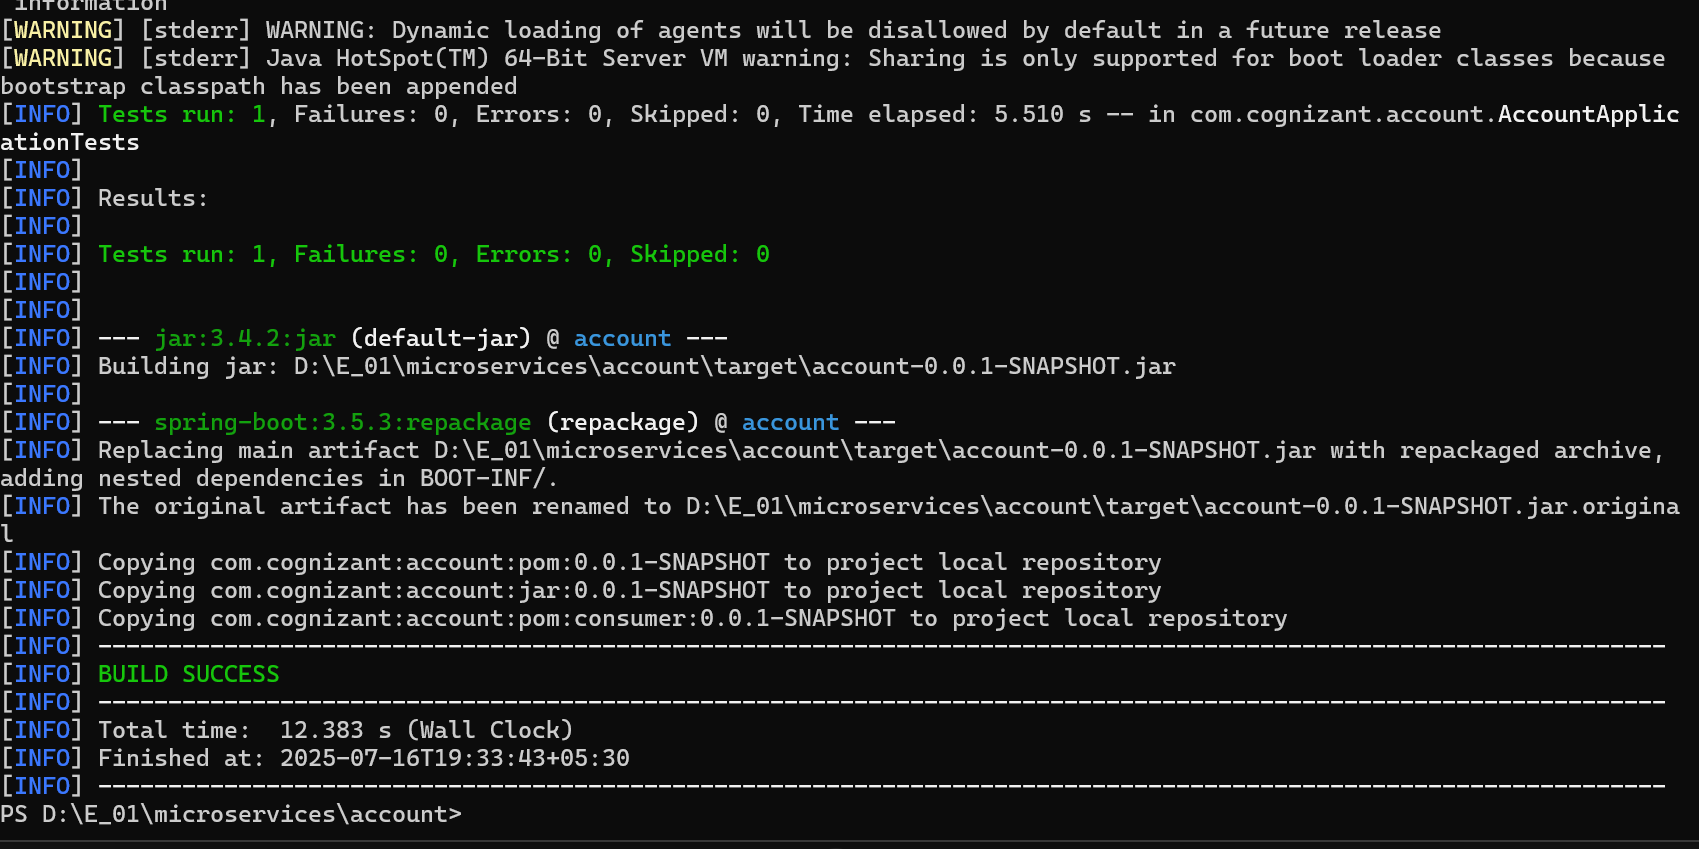 information
[WARNING] [stderr] WARNING: Dynamic loading of agents will be disallowed by default in a future release
[WARNING] [stderr] Java HotSpot(TM) 64-Bit Server VM warning: Sharing is only supported for boot loader classes because
bootstrap classpath has been appended
[INFO] Tests run: 1, Failures: 0, Errors: 0, Skipped: 0, Time elapsed: 5.510 s -- in com.cognizant.account.AccountApplic
ationTests
[INFO]
[INFO] Results:
[INFO]
[INFO] Tests run: 1, Failures: 0, Errors: 0, Skipped: 0
[INFO]
[INFO]
[INFO] --- jar:3.4.2:jar (default-jar) @ account ---
[INFO] Building jar: D:\E_01\microservices\account\target\account-0.0.1-SNAPSHOT.jar
[INFO]
[INFO] --- spring-boot:3.5.3:repackage (repackage) @ account ---
[INFO] Replacing main artifact D:\E_01\microservices\account\target\account-0.0.1-SNAPSHOT.jar with repackaged archive,
adding nested dependencies in BOOT-INF/.
[INFO] The original artifact has been renamed to D:\E_01\microservices\account\target\account-0.0.1-SNAPSHOT.jar.origina
l
[INFO] Copying com.cognizant:account:pom:0.0.1-SNAPSHOT to project local repository
[INFO] Copying com.cognizant:account:jar:0.0.1-SNAPSHOT to project local repository
[INFO] Copying com.cognizant:account:pom:consumer:0.0.1-SNAPSHOT to project local repository
[INFO] ----------------------------------------------------------------------------------------------------------------
[INFO] BUILD SUCCESS
[INFO] ----------------------------------------------------------------------------------------------------------------
[INFO] Total time:  12.383 s (Wall Clock)
[INFO] Finished at: 2025-07-16T19:33:43+05:30
[INFO] ----------------------------------------------------------------------------------------------------------------
PS D:\E_01\microservices\account>